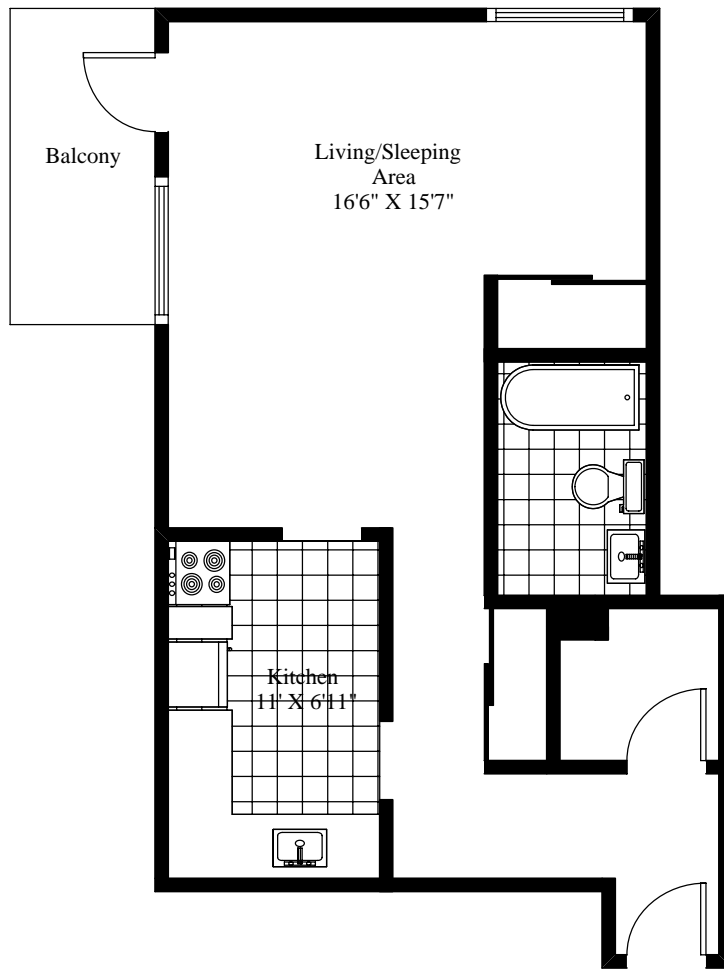 Balcony
Living/Sleeping
Area
16'6" X 15'7"
Kitchen
11' X 6'11"